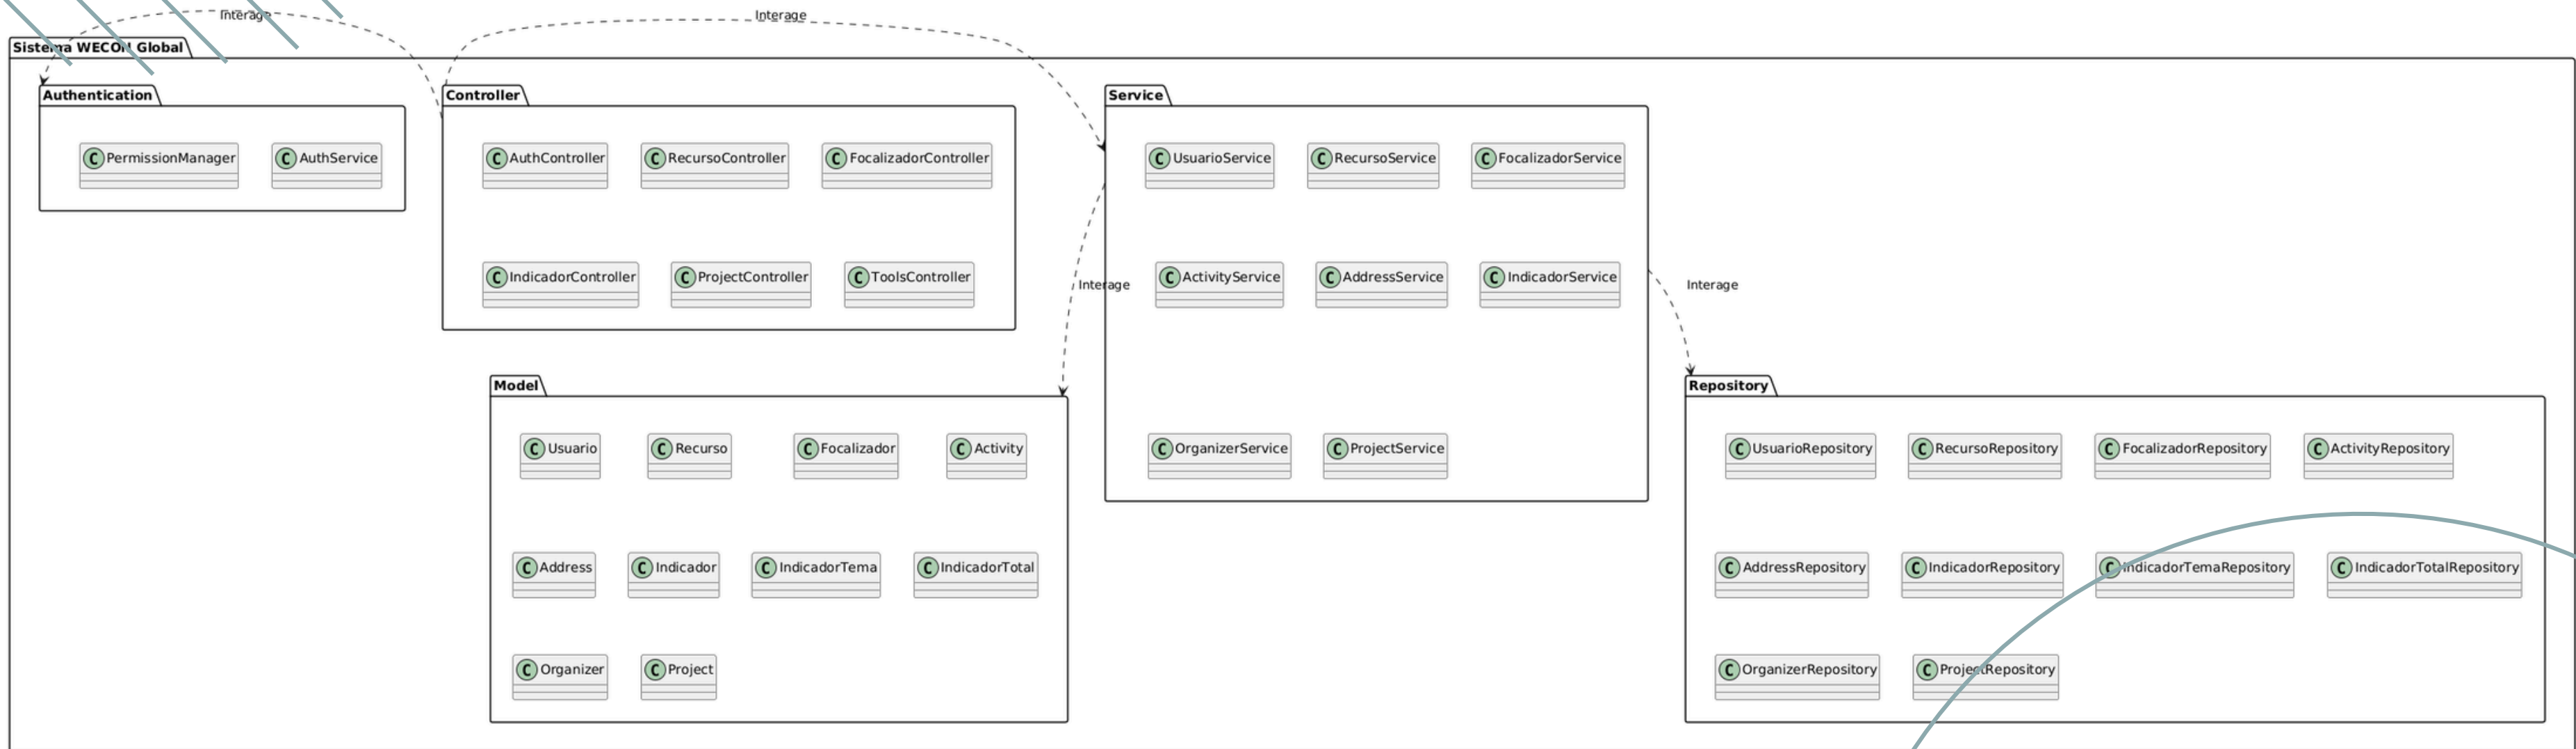 Interage
Interage
Sistema WECON Global
Authentication
C PermissionManager
C AuthService
Controller
C AuthController
C RecursoController
C FocalizadorController
C IndicadorController
C ProjectController
C ToolsController
Service
C UsuarioService
C RecursoService
C FocalizadorService
C ActivityService
C AddressService
C IndicadorService
C OrganizerService
C ProjectService
Interage
Interage
Model
C Usuario
C Recurso
C Focalizador
C Activity
C Address
C Indicador
C IndicadorTema
C IndicadorTotal
C Organizer
C Project
Repository
C UsuarioRepository
C RecursoRepository
C FocalizadorRepository
C ActivityRepository
C AddressRepository
C IndicadorRepository
C IndicadorTemaRepository
C IndicadorTotalRepository
C OrganizerRepository
C ProjectRepository